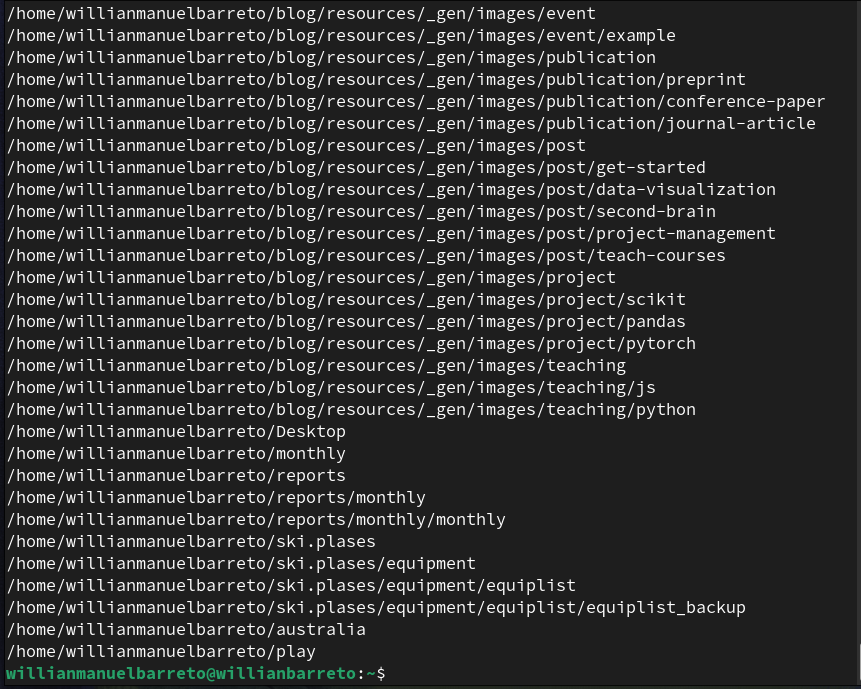 /home/willianmanuelbarreto/blog/resources/_gen/images/event
/home/willianmanuelbarreto/blog/resources/_gen/images/event/example
/home/willianmanuelbarreto/blog/resources/_gen/images/publication
/home/willianmanuelbarreto/blog/resources/_gen/images/publication/preprint
/home/willianmanuelbarreto/blog/resources/_gen/images/publication/conference-paper
/home/willianmanuelbarreto/blog/resources/_gen/images/publication/journal-article
/home/willianmanuelbarreto/blog/resources/_gen/images/post
/home/willianmanuelbarreto/blog/resources/_gen/images/post/get-started
/home/willianmanuelbarreto/blog/resources/_gen/images/post/data-visualization
/home/willianmanuelbarreto/blog/resources/_gen/images/post/second-brain
/home/willianmanuelbarreto/blog/resources/_gen/images/post/project-management
/home/willianmanuelbarreto/blog/resources/_gen/images/post/teach-courses
/home/willianmanuelbarreto/blog/resources/_gen/images/project
/home/willianmanuelbarreto/blog/resources/_gen/images/project/scikit
/home/willianmanuelbarreto/blog/resources/_gen/images/project/pandas
/home/willianmanuelbarreto/blog/resources/_gen/images/project/pytorch
/home/willianmanuelbarreto/blog/resources/_gen/images/teaching
/home/willianmanuelbarreto/blog/resources/_gen/images/teaching/js
/home/willianmanuelbarreto/blog/resources/_gen/images/teaching/python
/home/willianmanuelbarreto/Desktop
/home/willianmanuelbarreto/monthly
/home/willianmanuelbarreto/reports
/home/willianmanuelbarreto/reports/monthly
/home/willianmanuelbarreto/reports/monthly/monthly
/home/willianmanuelbarreto/ski.plases
/home/willianmanuelbarreto/ski.plases/equipment
/home/willianmanuelbarreto/ski.plases/equipment/equiplist
/home/willianmanuelbarreto/ski.plases/equipment/equiplist/equiplist_backup
/home/willianmanuelbarreto/australia
/home/willianmanuelbarreto/play
willianmanuelbarreto@willianbarreto:~$